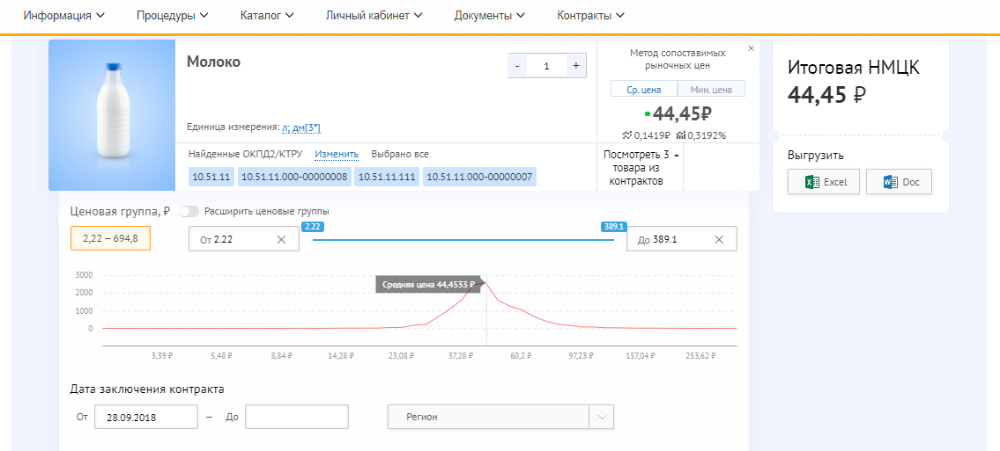 Информация Процедуры Каталог Личный кабинет Документы Контракты
Молоко
- 1 +
Единица измерения: л; дм[3*]
Метод сопоставимых
рыночных цен
Ср. цена Мин. цена
44,45₽
0,1419₽ 0,3192%
Найденные ОКПД2/КТРУ Изменить Выбрано все
10.51.11 10.51.11.000-00000008 10.51.11.111 10.51.11.000-00000007
Посмотреть 3
товара из
контрактов
Итоговая НМЦК
44,45 ₽
Выгрузить
Excel Doc
Ценовая группа, ₽ Расширить ценовые группы
2,22 – 694,8
От 2.22
2.22 389.1
До 389.1
3000
2000
1000
0
Средняя цена 44,4533 ₽
3,39 ₽ 5,48 ₽ 8,84 ₽ 14,28 ₽ 23,08 ₽ 37,28 ₽ 60,2 ₽ 97,23 ₽ 157,04 ₽ 253,62 ₽
Дата заключения контракта
От 28.09.2018 – До
Регион